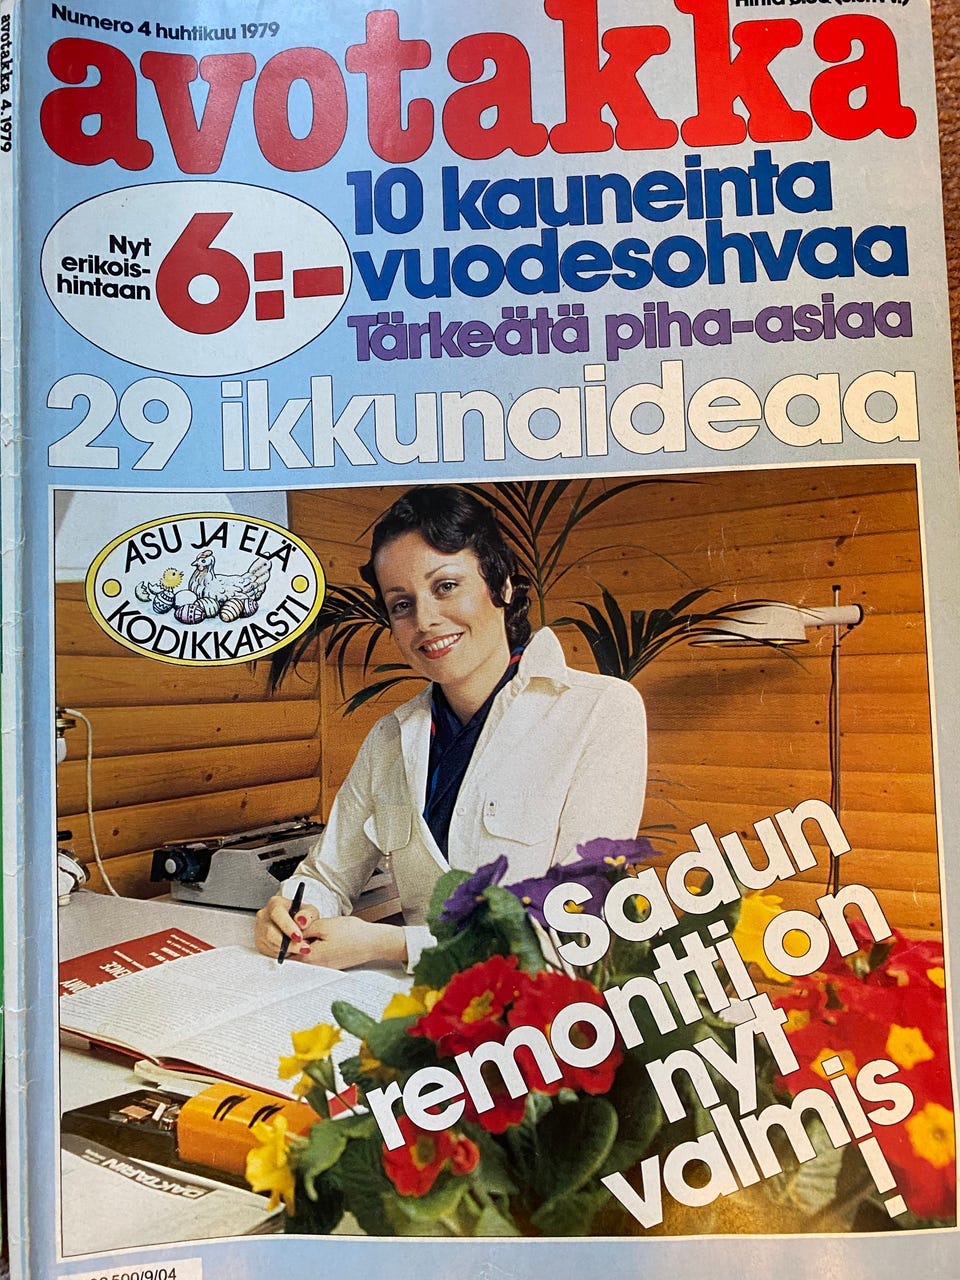 Numero 4 huhtikuu 1979
avotakka 4.1979
avotakka
Nyt
erikois-
hintaan
6:-
10 kauneinta
vuodesohvaa
Tärkeätä piha-asiaa
29 ikkunaideaa
ASU JA ELÄ
KODIKKAASTI
Sadun
remontti on
nyt
valmis
!
DAKTARIN